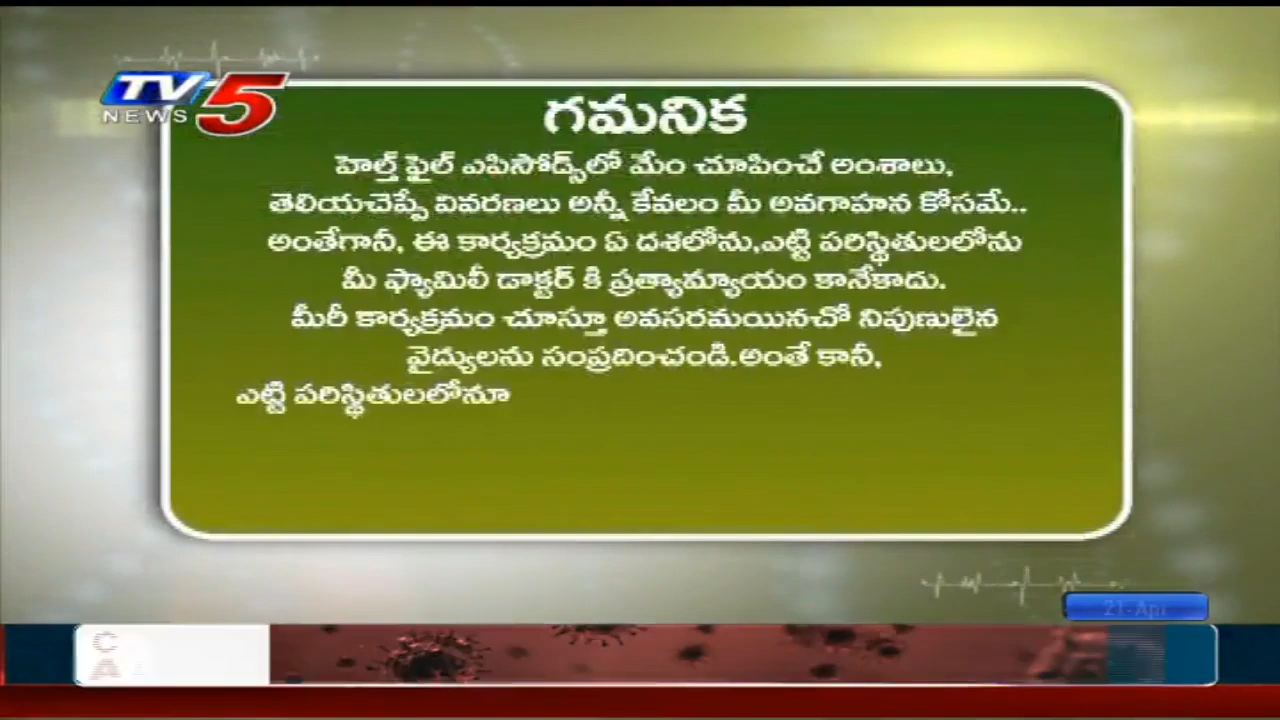 TV5
NEWS
గమనిక
హెల్త్ ఫైల్ ఎపిసోడ్స్‌లో మేం చూపించే అంశాలు,
తెలియచెప్పే వివరణలు అన్నీ కేవలం మీ అవగాహన కోసమే..
అంతేగానీ, ఈ కార్యక్రమం ఏ దశలోను,ఎట్టి పరిస్థితులలోను
మీ ఫ్యామిలీ డాక్టర్ కి ప్రత్యామ్యాయం కానేకాదు.
మీరీ కార్యక్రమం చూస్తూ అవసరమయినచో నిపుణులైన
వైద్యులను సంప్రదించండి.అంతే కానీ,
ఎట్టి పరిస్థితులలోనూ
21-Apr
C
A